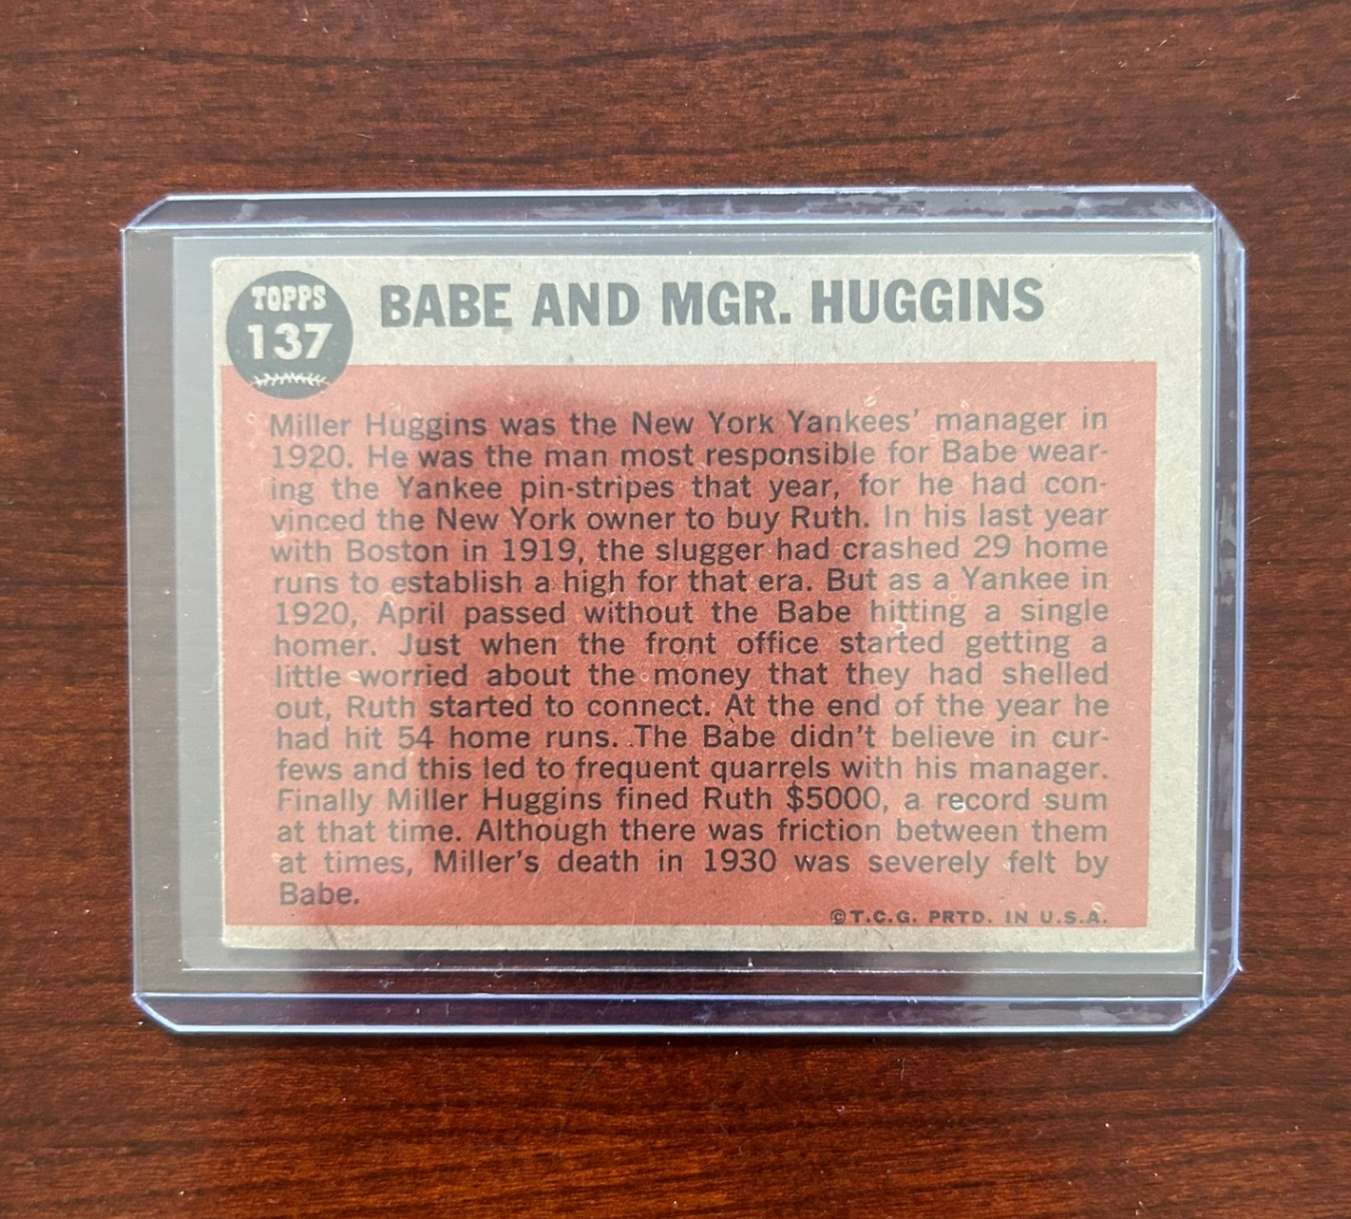 TOPPS
137
BABE AND MGR. HUGGINS
Miller Huggins was the New York Yankees' manager in
1920. He was the man most responsible for Babe wear-
ing the Yankee pin-stripes that year, for he had con-
vinced the New York owner to buy Ruth. In his last year
with Boston in 1919, the slugger had crashed 29 home
runs to establish a high for that era. But as a Yankee in
1920, April passed without the Babe hitting a single
homer. Just when the front office started getting a
little worried about the money that they had shelled
out, Ruth started to connect. At the end of the year he
had hit 54 home runs. The Babe didn't believe in cur-
fews and this led to frequent quarrels with his manager.
Finally Miller Huggins fined Ruth $5000, a record sum
at that time. Although there was friction between them
at times, Miller's death in 1930 was severely felt by
Babe.
©T.C.G. PRTD. IN U.S.A.